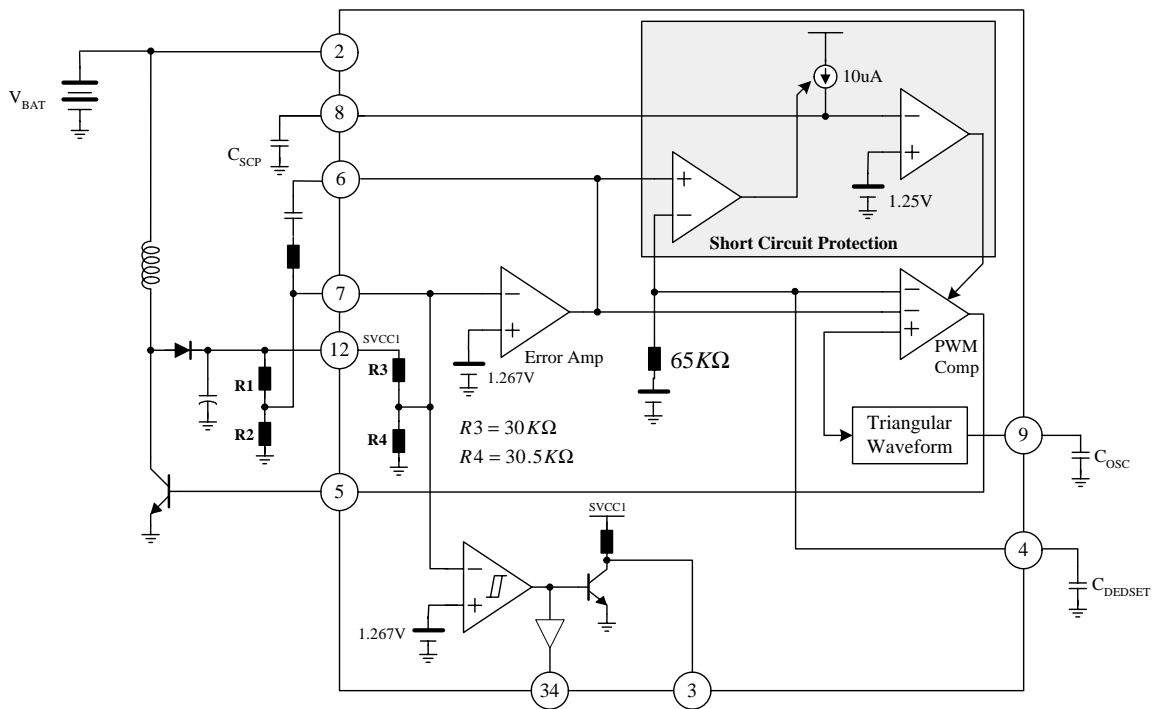 2
10uA
V_BAT
8
C_SCP
6
1.25V
Short Circuit Protection
7
SVCC1
12
Error Amp
65KΩ
PWM
Comp
R3
1.267V
R1
R2
R4
R3 = 30KΩ
R4 = 30.5KΩ
Triangular
Waveform
9
C_OSC
5
SVCC1
4
C_DEDSET
1.267V
34
3